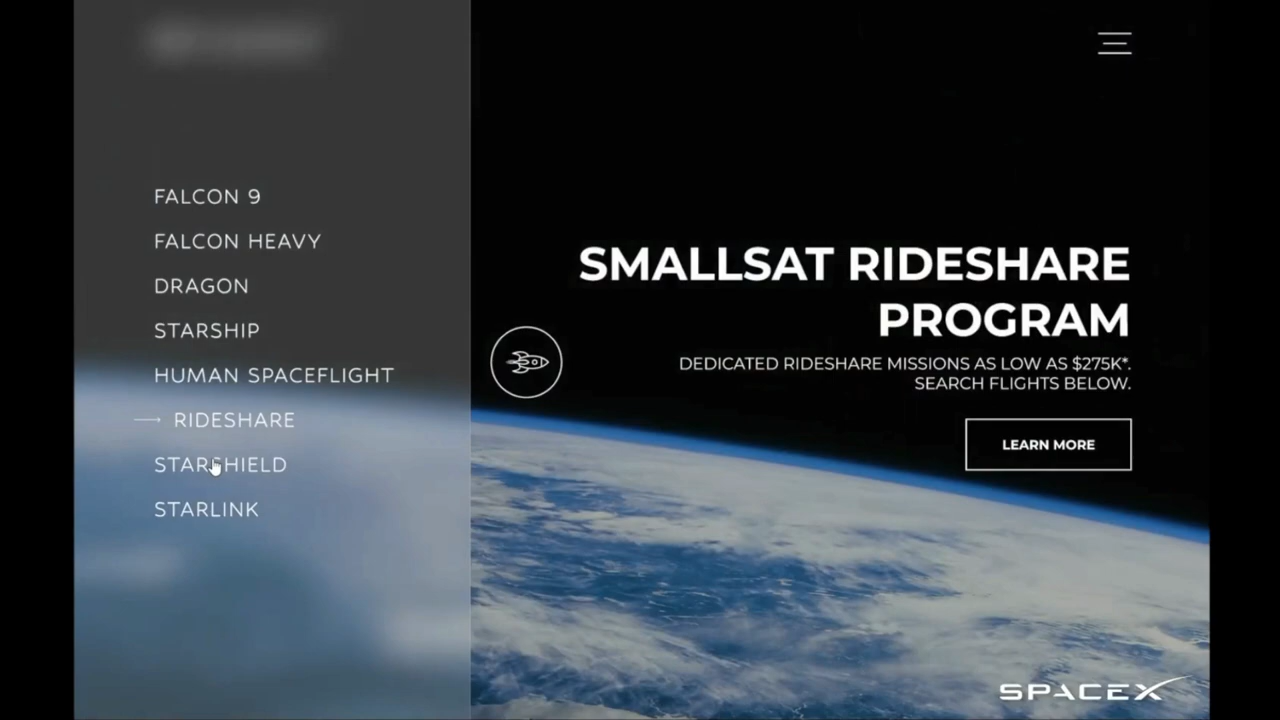 FALCON 9
FALCON HEAVY
DRAGON
STARSHIP
HUMAN SPACEFLIGHT
RIDESHARE
STARSHIELD
STARLINK
SMALLSAT RIDESHARE
PROGRAM
DEDICATED RIDESHARE MISSIONS AS LOW AS $275K*.
SEARCH FLIGHTS BELOW.
LEARN MORE
SPACEX